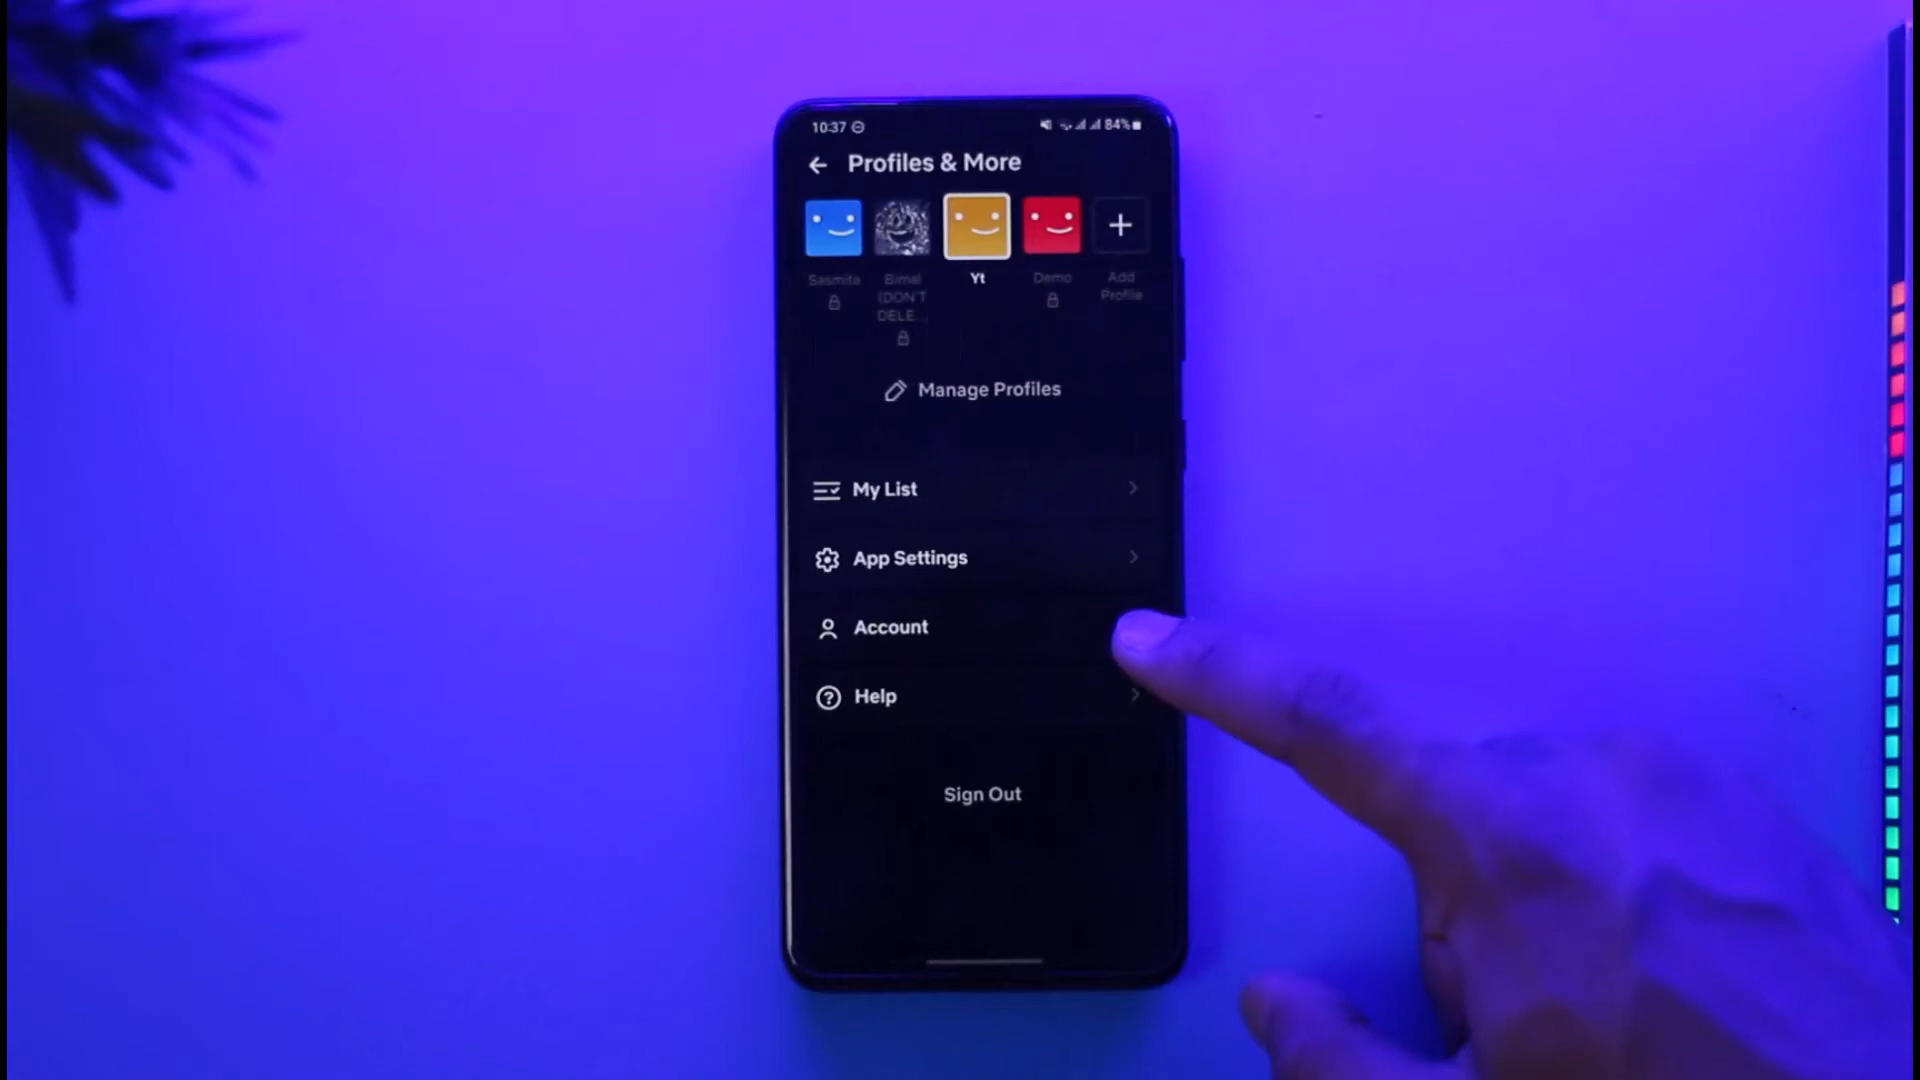 10:37
84%
Profiles & More
Sasmita
Bimal
(DON'T
DELE...
Yt
Demo
Add
Profile
Manage Profiles
My List
App Settings
Account
Help
Sign Out